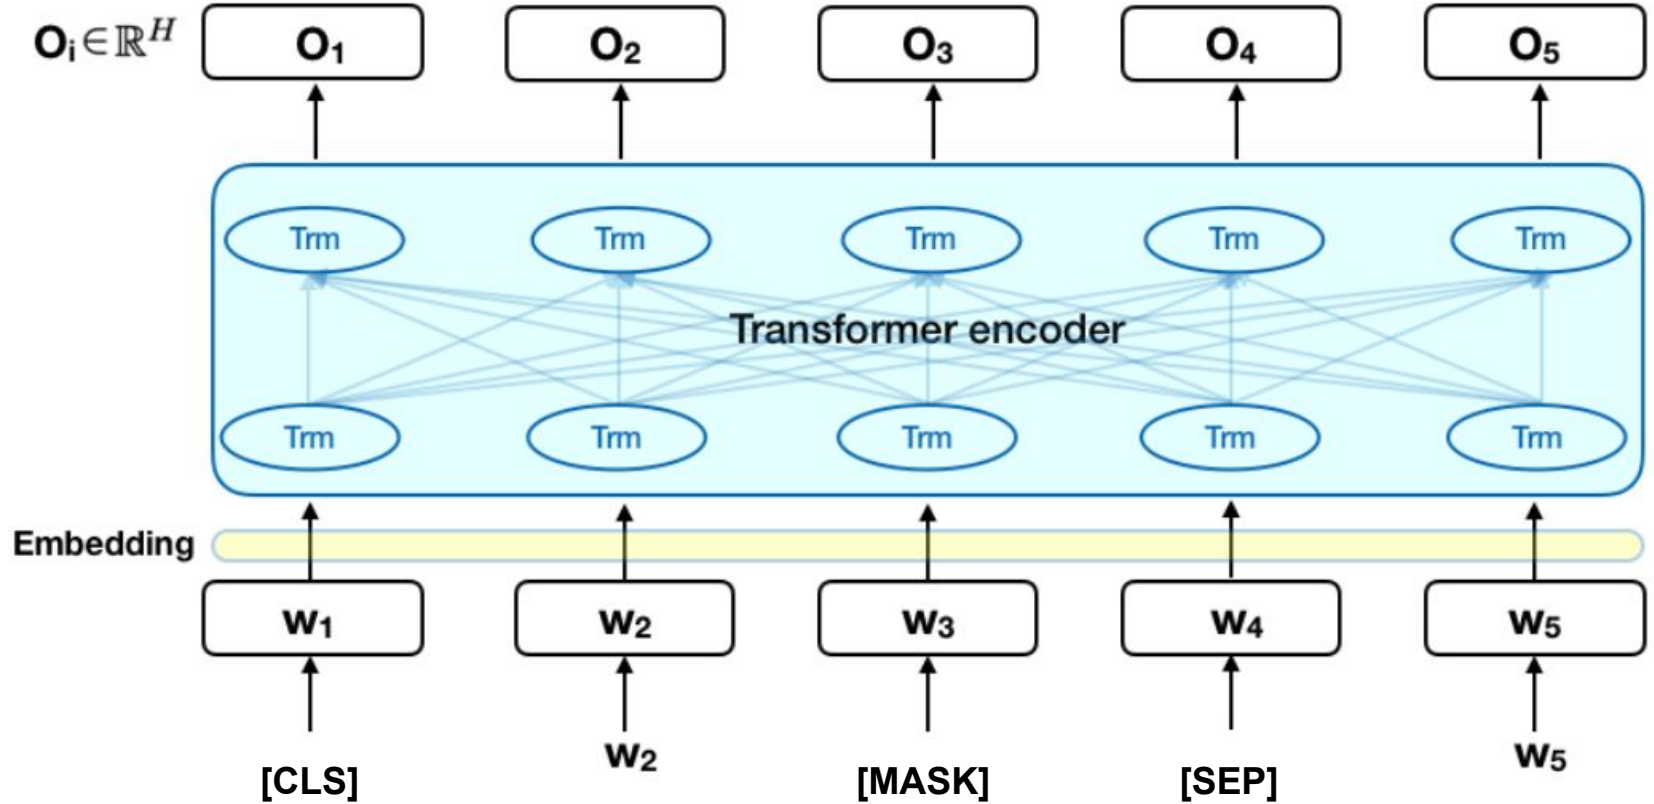 Oᵢ∈ℝᴴ O₁ O₂ O₃ O₄ O₅
Trm Trm Trm Trm Trm
Transformer encoder
Trm Trm Trm Trm Trm
Embedding
w₁ w₂ w₃ w₄ w₅
[CLS] w₂ [MASK] [SEP] w₅